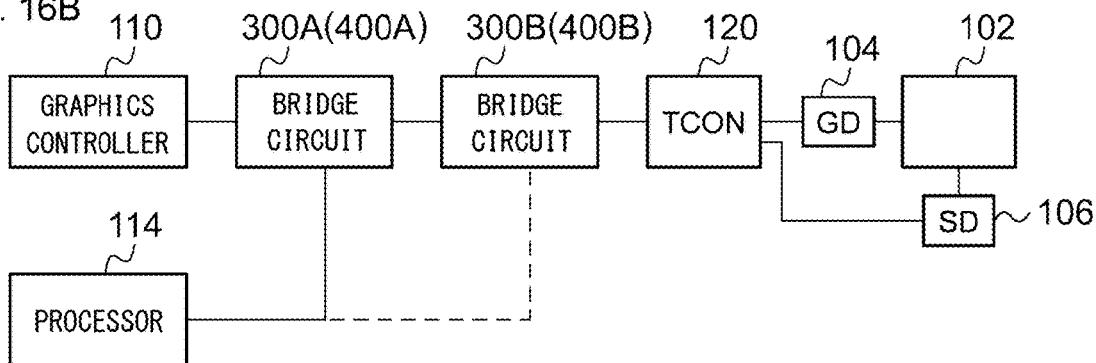 . 16B
110
300A(400A)
300B(400B)
120
104
102
GRAPHICS
CONTROLLER
BRIDGE
CIRCUIT
BRIDGE
CIRCUIT
TCON
GD
SD
106
114
PROCESSOR